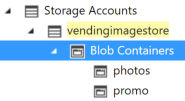 Storage Accounts
vendingimagestore
Blob Containers
photos
promo